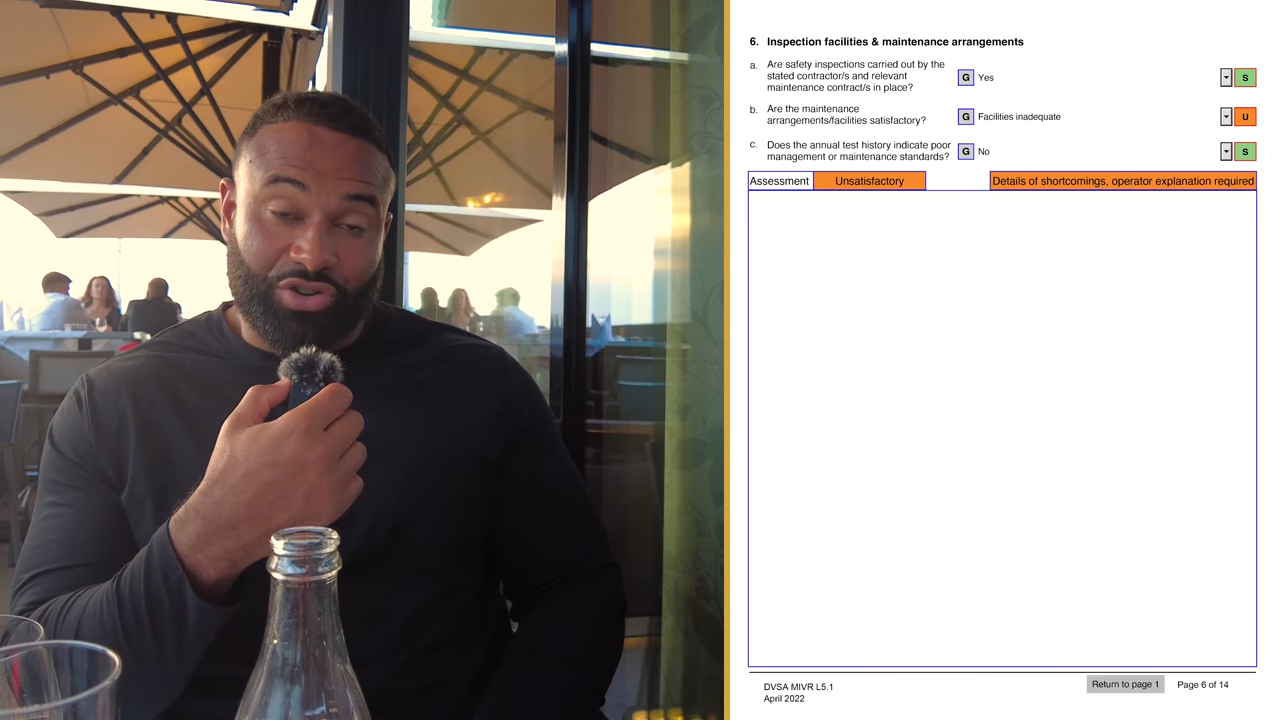 6. Inspection facilities & maintenance arrangements
a. Are safety inspections carried out by the
stated contractor/s and relevant
maintenance contract/s in place?
G Yes S
b. Are the maintenance
arrangements/facilities satisfactory?
G Facilities inadequate U
c. Does the annual test history indicate poor
management or maintenance standards?
G No S
Assessment Unsatisfactory Details of shortcomings, operator explanation required
DVSA MIVR L5.1
April 2022
Return to page 1 Page 6 of 14